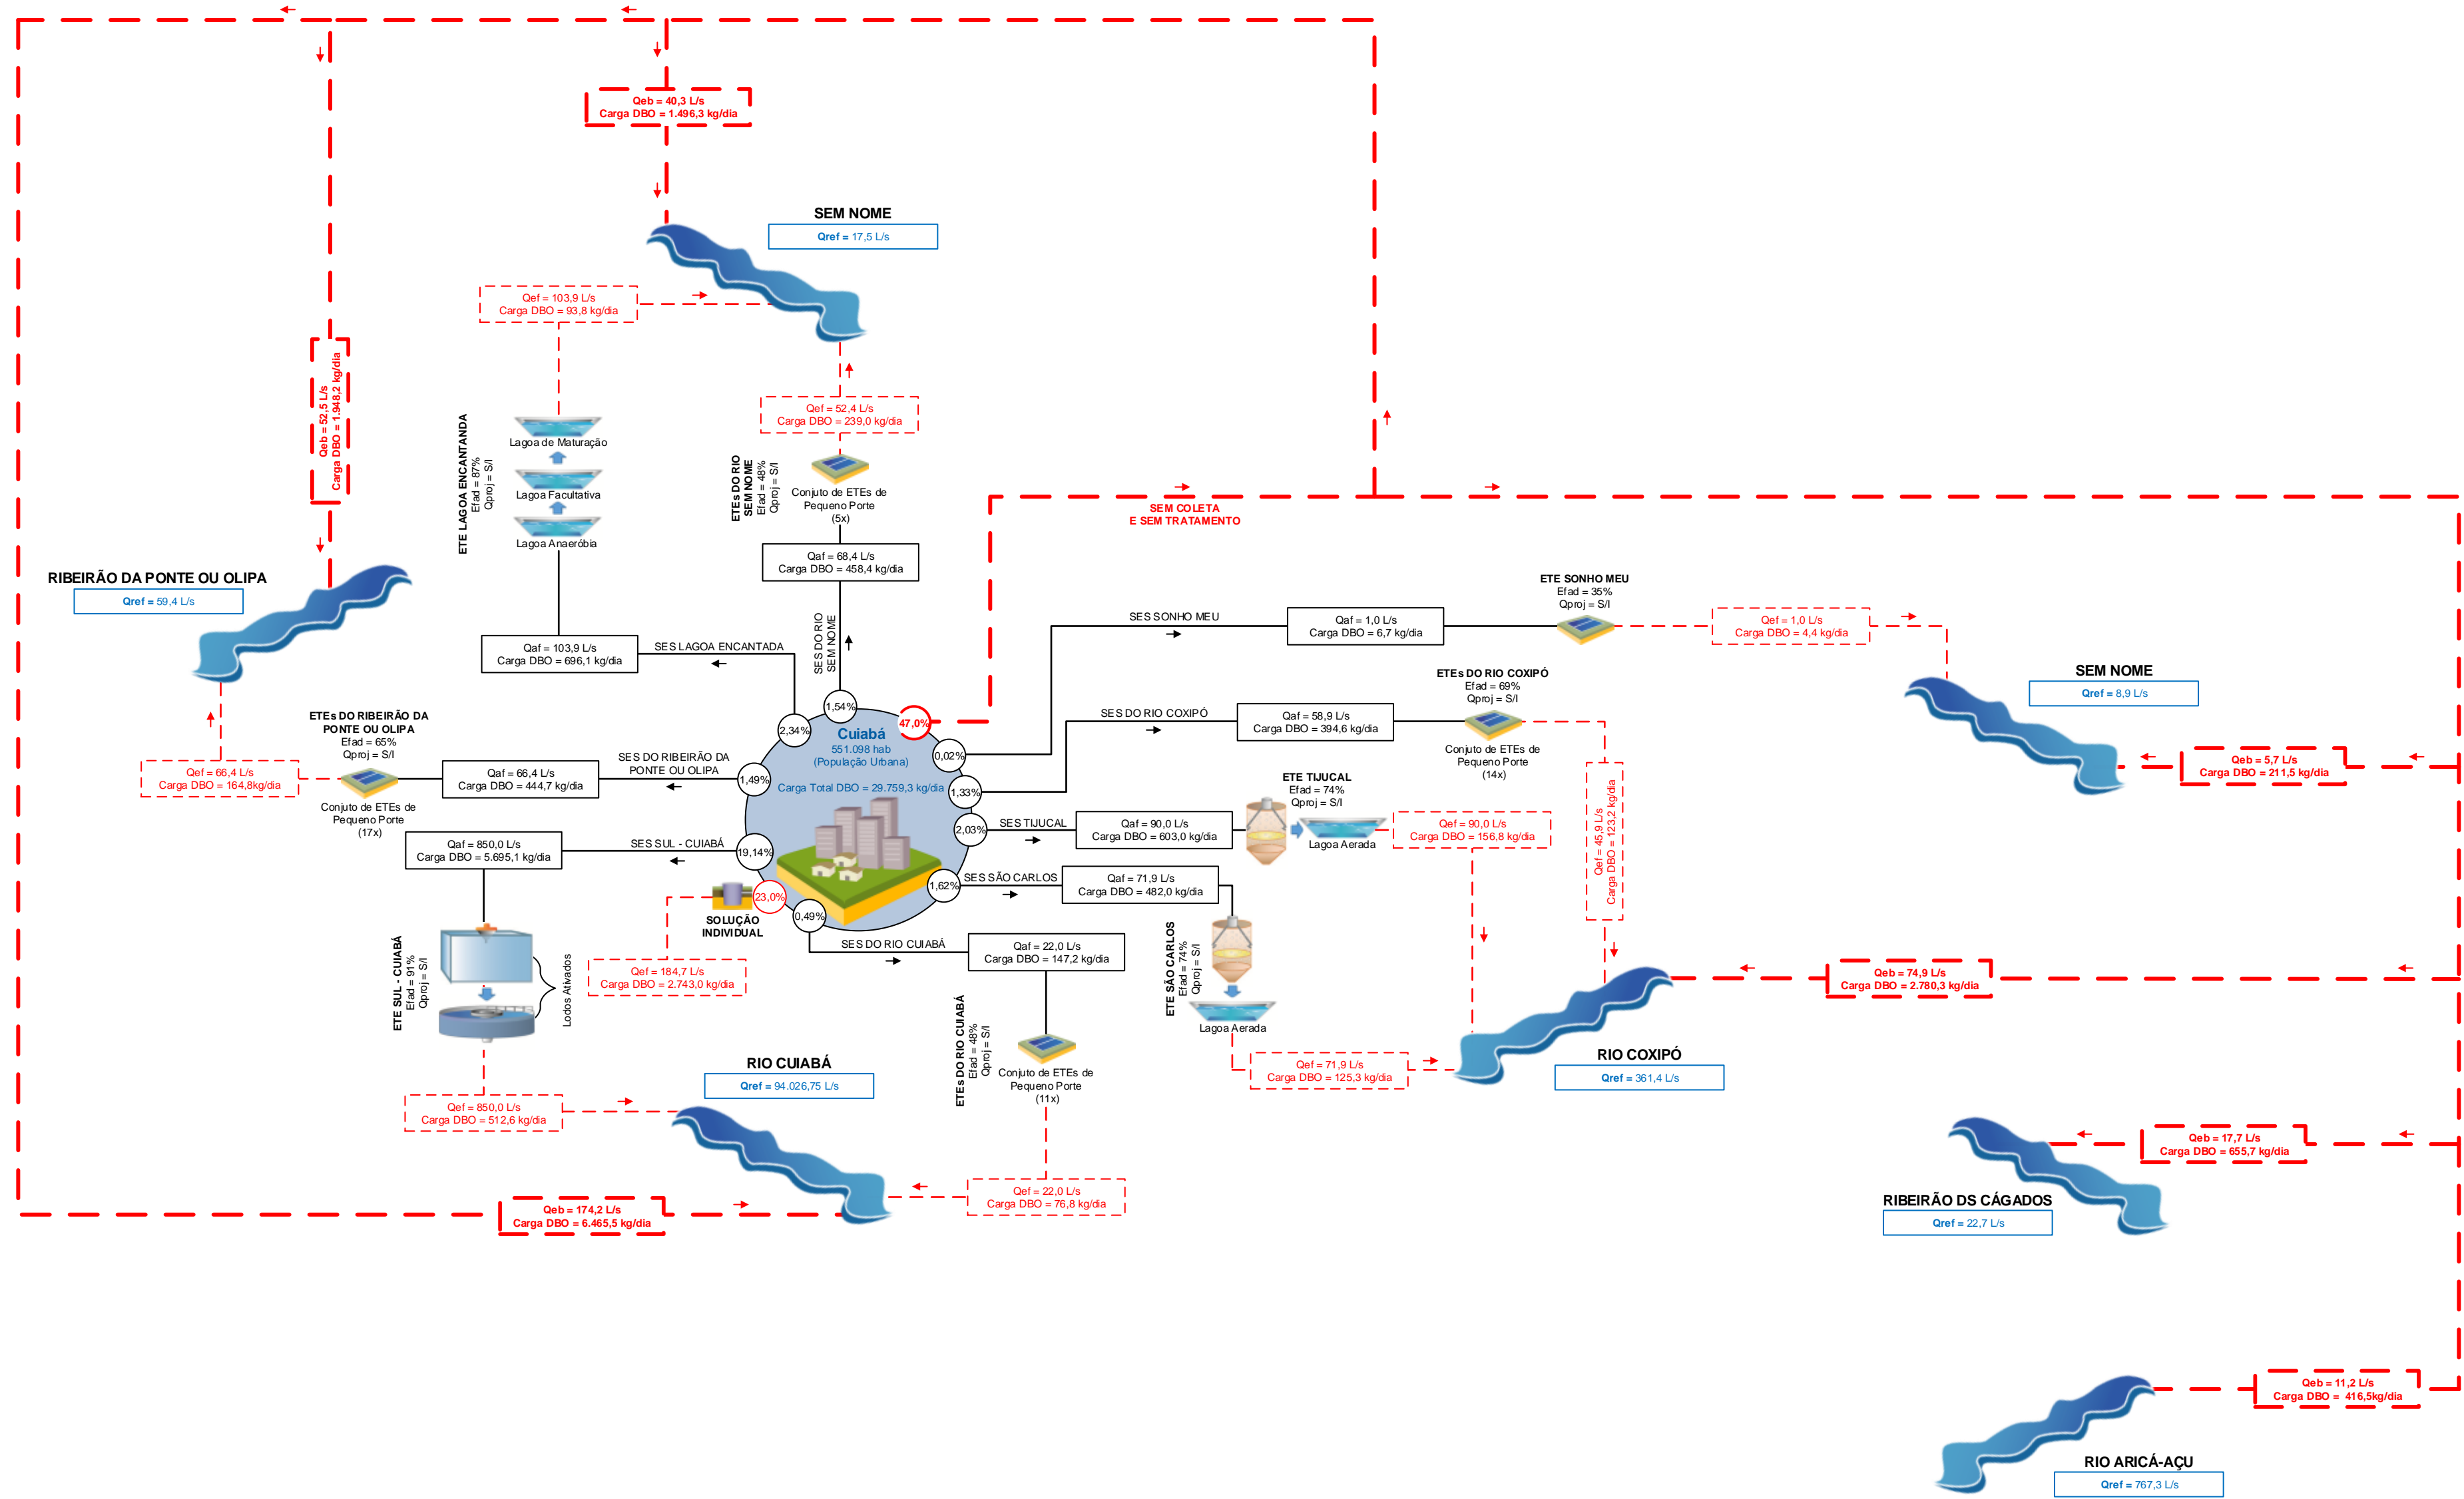 Qeb = 40,3 L/s
Carga DBO = 1.496,3 kg/dia
SEM NOME
Qref = 17,5 L/s
Qef = 103,9 L/s
Carga DBO = 93,8 kg/dia
Qeb = 52,5 L/s
Carga DBO = 1.948,2 kg/dia
Qef = 52,4 L/s
Carga DBO = 239,0 kg/dia
ETE LAGOA ENCANTANDA
Efad = 87%
Qproj = S/I
Lagoa de Maturação
Lagoa Facultativa
Lagoa Anaeróbia
ETEs DO RIO
SEM NOME
Efad = 48%
Qproj = S/I
Conjuto de ETEs de
Pequeno Porte
(5x)
SEM COLETA
E SEM TRATAMENTO
Qaf = 68,4 L/s
Carga DBO = 458,4 kg/dia
RIBEIRÃO DA PONTE OU OLIPA
Qref = 59,4 L/s
SES DO RIO
SEM NOME
SES LAGOA ENCANTADA
Qaf = 103,9 L/s
Carga DBO = 696,1 kg/dia
SES SONHO MEU
Qaf = 1,0 L/s
Carga DBO = 6,7 kg/dia
ETE SONHO MEU
Efad = 35%
Qproj = S/I
Qef = 1,0 L/s
Carga DBO = 4,4 kg/dia
SEM NOME
Qref = 8,9 L/s
ETEs DO RIO COXIPÓ
Efad = 69%
Qproj = S/I
SES DO RIO COXIPÓ
Qaf = 58,9 L/s
Carga DBO = 394,6 kg/dia
Conjuto de ETEs de
Pequeno Porte
(14x)
Qeb = 5,7 L/s
Carga DBO = 211,5 kg/dia
1,54%
47,0%
2,34%
0,02%
1,49%
1,33%
2,03%
19,14%
1,62%
23,0%
0,49%
Cuiabá
551.098 hab
(População Urbana)
Carga Total DBO = 29.759,3 kg/dia
ETEs DO RIBEIRÃO DA
PONTE OU OLIPA
Efad = 65%
Qproj = S/I
SES DO RIBEIRÃO DA
PONTE OU OLIPA
Qaf = 66,4 L/s
Carga DBO = 444,7 kg/dia
Qef = 66,4 L/s
Carga DBO = 164,8kg/dia
Conjuto de ETEs de
Pequeno Porte
(17x)
ETE TIJUCAL
Efad = 74%
Qproj = S/I
SES TIJUCAL
Qaf = 90,0 L/s
Carga DBO = 603,0 kg/dia
Lagoa Aerada
Qef = 90,0 L/s
Carga DBO = 156,8 kg/dia
Qef = 45,9 L/s
Carga DBO = 123,2 kg/dia
SES SUL - CUIABÁ
Qaf = 850,0 L/s
Carga DBO = 5.695,1 kg/dia
SES SÃO CARLOS
Qaf = 71,9 L/s
Carga DBO = 482,0 kg/dia
SOLUÇÃO
INDIVIDUAL
SES DO RIO CUIABÁ
Qaf = 22,0 L/s
Carga DBO = 147,2 kg/dia
ETE SUL - CUIABÁ
Efad = 91%
Qproj = S/I
Lodos Ativados
Qef = 184,7 L/s
Carga DBO = 2.743,0 kg/dia
ETE SÃO CARLOS
Efad = 74%
Qproj = S/I
Lagoa Aerada
Qeb = 74,9 L/s
Carga DBO = 2.780,3 kg/dia
ETEs DO RIO CUIABÁ
Efad = 48%
Qproj = S/I
Conjuto de ETEs de
Pequeno Porte
(11x)
RIO CUIABÁ
Qref = 94.026,75 L/s
Qef = 71,9 L/s
Carga DBO = 125,3 kg/dia
RIO COXIPÓ
Qref = 361,4 L/s
Qef = 850,0 L/s
Carga DBO = 512,6 kg/dia
Qeb = 17,7 L/s
Carga DBO = 655,7 kg/dia
RIBEIRÃO DS CÁGADOS
Qref = 22,7 L/s
Qef = 22,0 L/s
Carga DBO = 76,8 kg/dia
Qeb = 174,2 L/s
Carga DBO = 6.465,5 kg/dia
Qeb = 11,2 L/s
Carga DBO = 416,5kg/dia
RIO ARICÁ-AÇU
Qref = 767,3 L/s